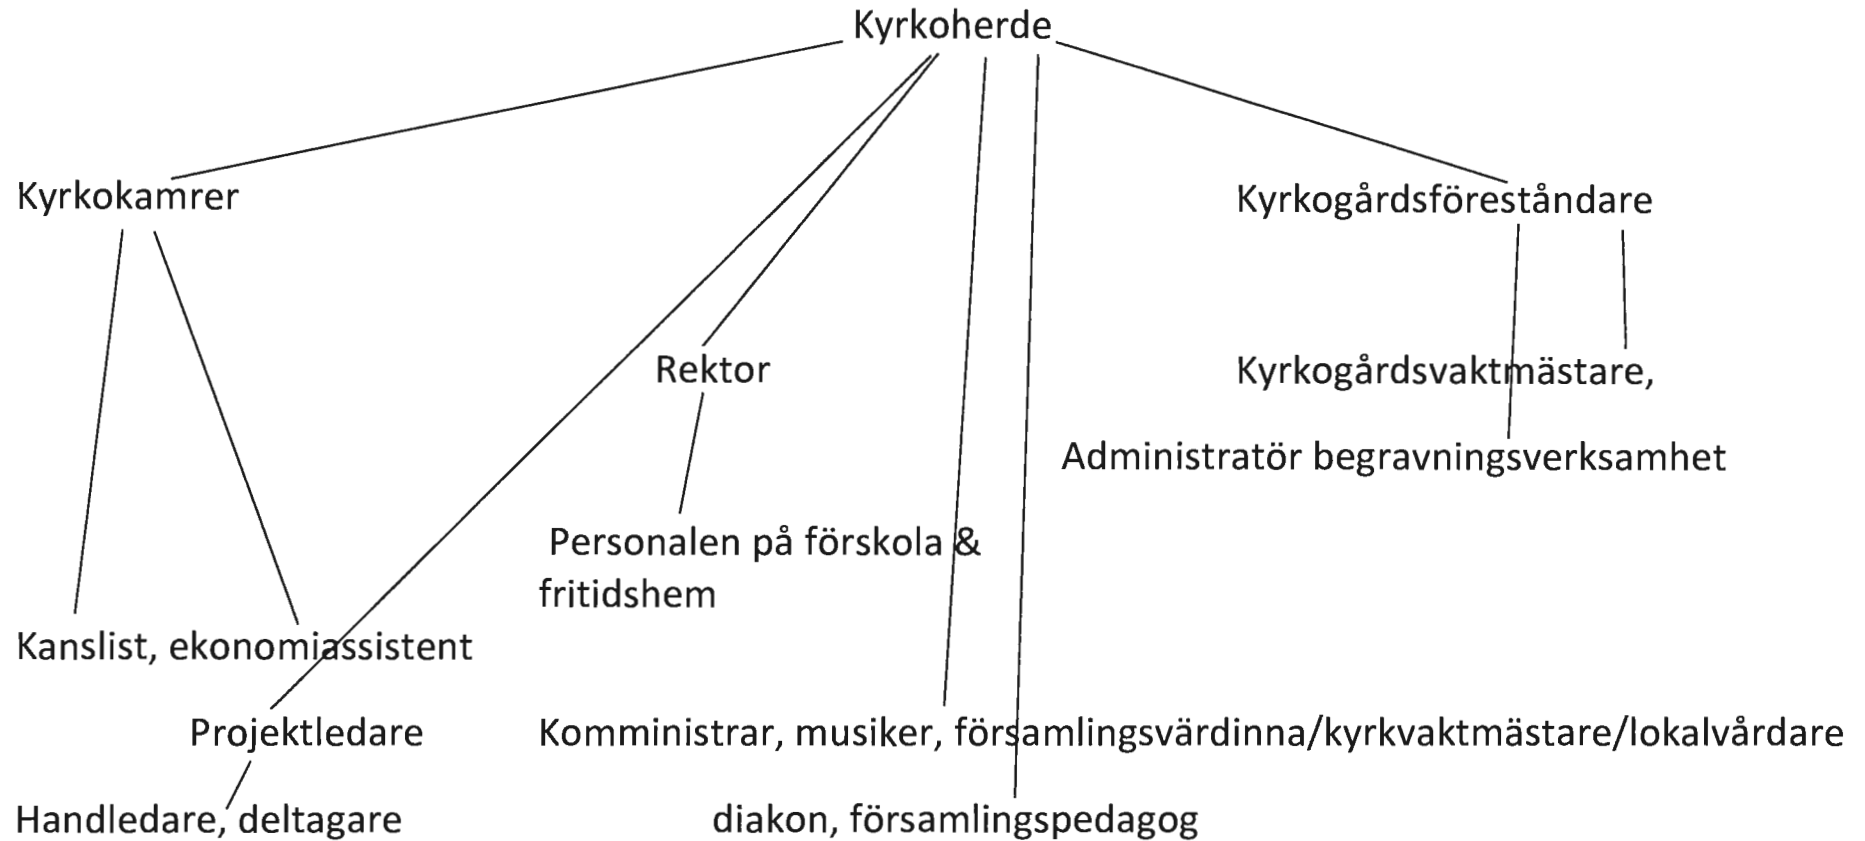 Kyrkoherde
Kyrkokamrer
Kyrkogårdsföreståndare
Rektor
Kyrkogårdsvaktmästare,
Administratör begravningsverksamhet
Personalen på förskola &
fritidshem
Kanslist, ekonomiassistent
Projektledare
Komministrar, musiker, församlingsvärdinna/kyrkvaktmästare/lokalvårdare
Handledare, deltagare
diakon, församlingspedagog